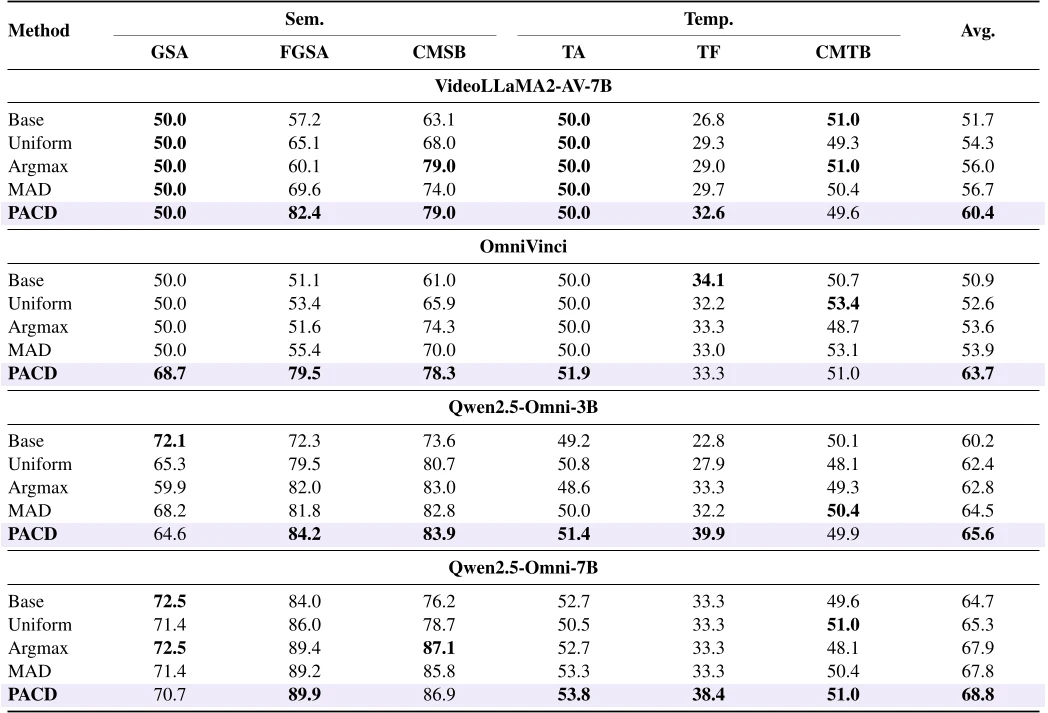 Method Sem. Temp. Avg.
GSA FGSA CMSB TA TF CMTB
VideoLLaMA2-AV-7B
Base 50.0 57.2 63.1 50.0 26.8 51.0 51.7
Uniform 50.0 65.1 68.0 50.0 29.3 49.3 54.3
Argmax 50.0 60.1 79.0 50.0 29.0 51.0 56.0
MAD 50.0 69.6 74.0 50.0 29.7 50.4 56.7
PACD 50.0 82.4 79.0 50.0 32.6 49.6 60.4
OmniVinci
Base 50.0 51.1 61.0 50.0 34.1 50.7 50.9
Uniform 50.0 53.4 65.9 50.0 32.2 53.4 52.6
Argmax 50.0 51.6 74.3 50.0 33.3 48.7 53.6
MAD 50.0 55.4 70.0 50.0 33.0 53.1 53.9
PACD 68.7 79.5 78.3 51.9 33.3 51.0 63.7
Qwen2.5-Omni-3B
Base 72.1 72.3 73.6 49.2 22.8 50.1 60.2
Uniform 65.3 79.5 80.7 50.8 27.9 48.1 62.4
Argmax 59.9 82.0 83.0 48.6 33.3 49.3 62.8
MAD 68.2 81.8 82.8 50.0 32.2 50.4 64.5
PACD 64.6 84.2 83.9 51.4 39.9 49.9 65.6
Qwen2.5-Omni-7B
Base 72.5 84.0 76.2 52.7 33.3 49.6 64.7
Uniform 71.4 86.0 78.7 50.5 33.3 51.0 65.3
Argmax 72.5 89.4 87.1 52.7 33.3 48.1 67.9
MAD 71.4 89.2 85.8 53.3 33.3 50.4 67.8
PACD 70.7 89.9 86.9 53.8 38.4 51.0 68.8